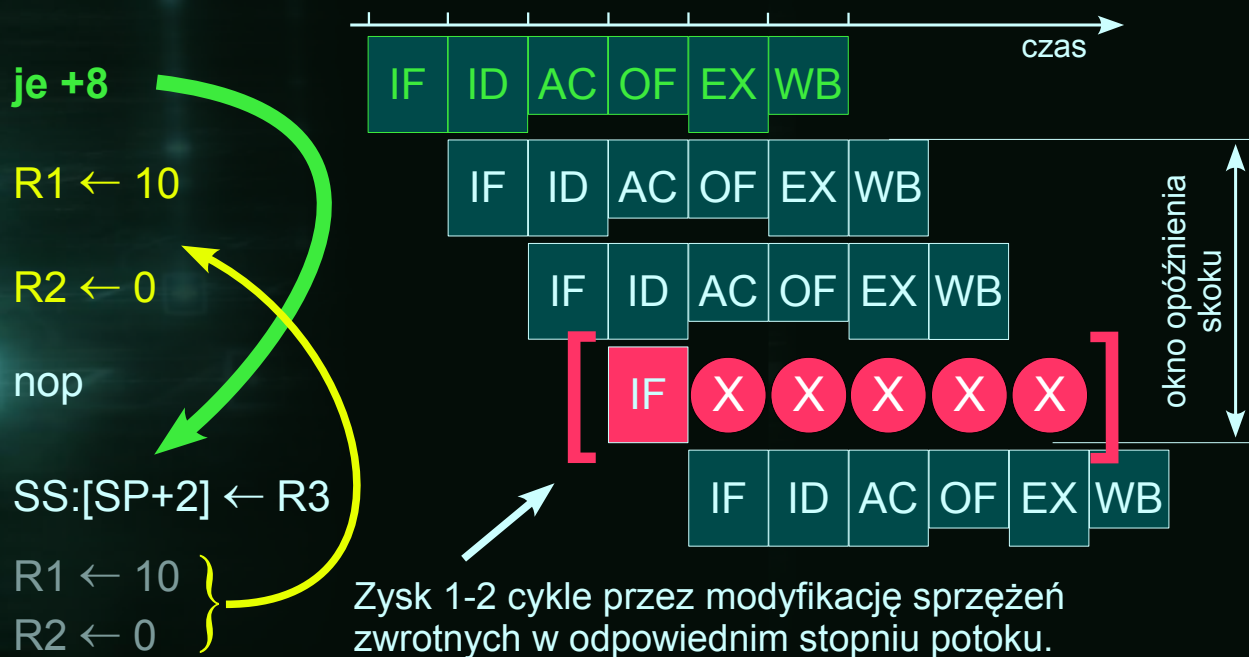 czas
je +8
IF ID AC OF EX WB
R1 ← 10
IF ID AC OF EX WB
R2 ← 0
IF ID AC OF EX WB
nop
IF X X X X X
SS:[SP+2] ← R3
IF ID AC OF EX WB
okno opóźnienia
skoku
R1 ← 10
R2 ← 0
Zysk 1-2 cykle przez modyfikację sprzężeń
zwrotnych w odpowiednim stopniu potoku.